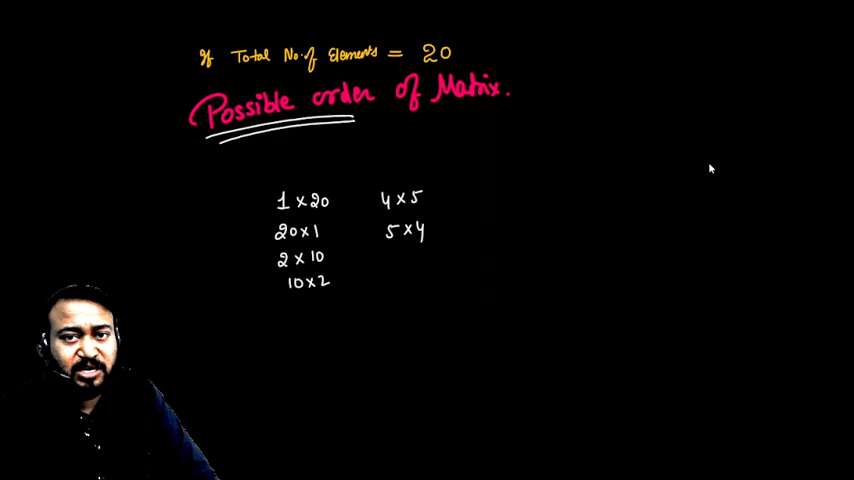 If Total No. of Elements = 20
Possible order of Matrix.
1 × 20
20 × 1
2 × 10
10 × 2
4 × 5
5 × 4